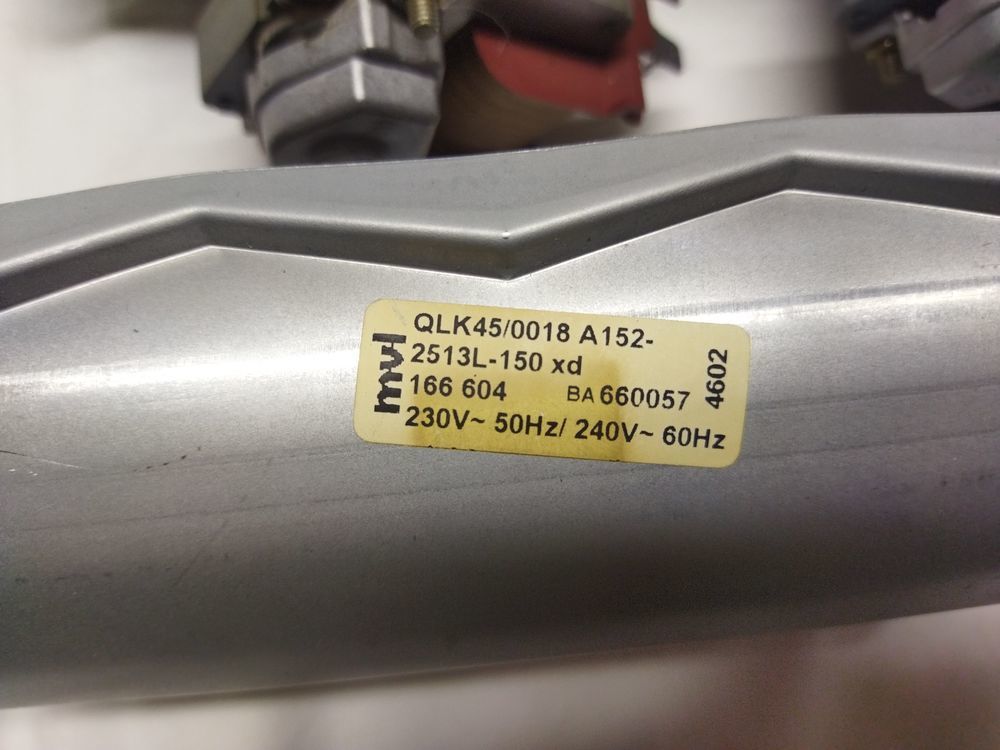 mvl
QLK45/0018 A152-
2513L-150 xd
166 604 BA 660057
230V~ 50Hz/ 240V~ 60Hz
4602